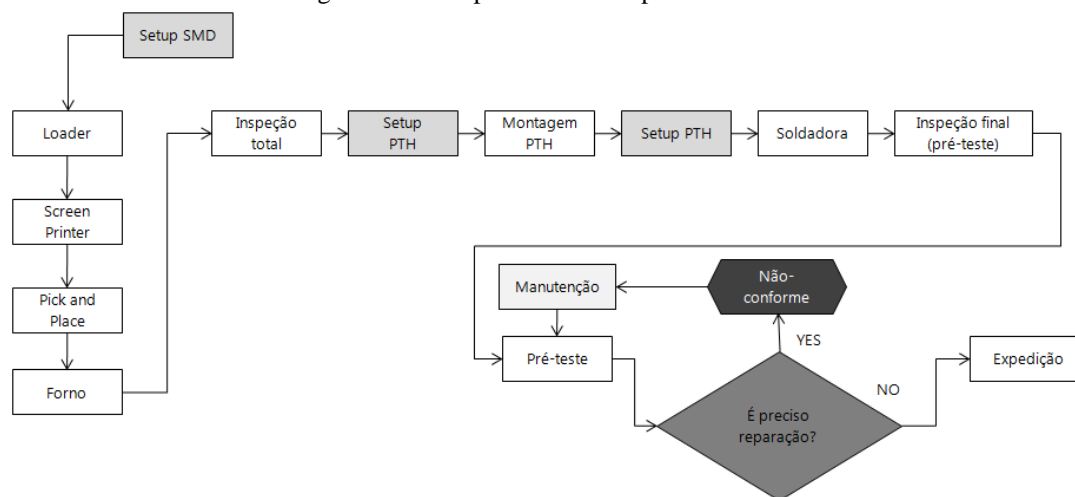 Setup SMD
Loader
Screen
Printer
Pick and
Place
Forno
Inspeção
total
Setup
PTH
Montagem
PTH
Setup PTH
Soldadora
Inspeção final
(pré-teste)
Não-
conforme
Manutenção
Pré-teste
YES
É preciso
reparação?
NO
Expedição